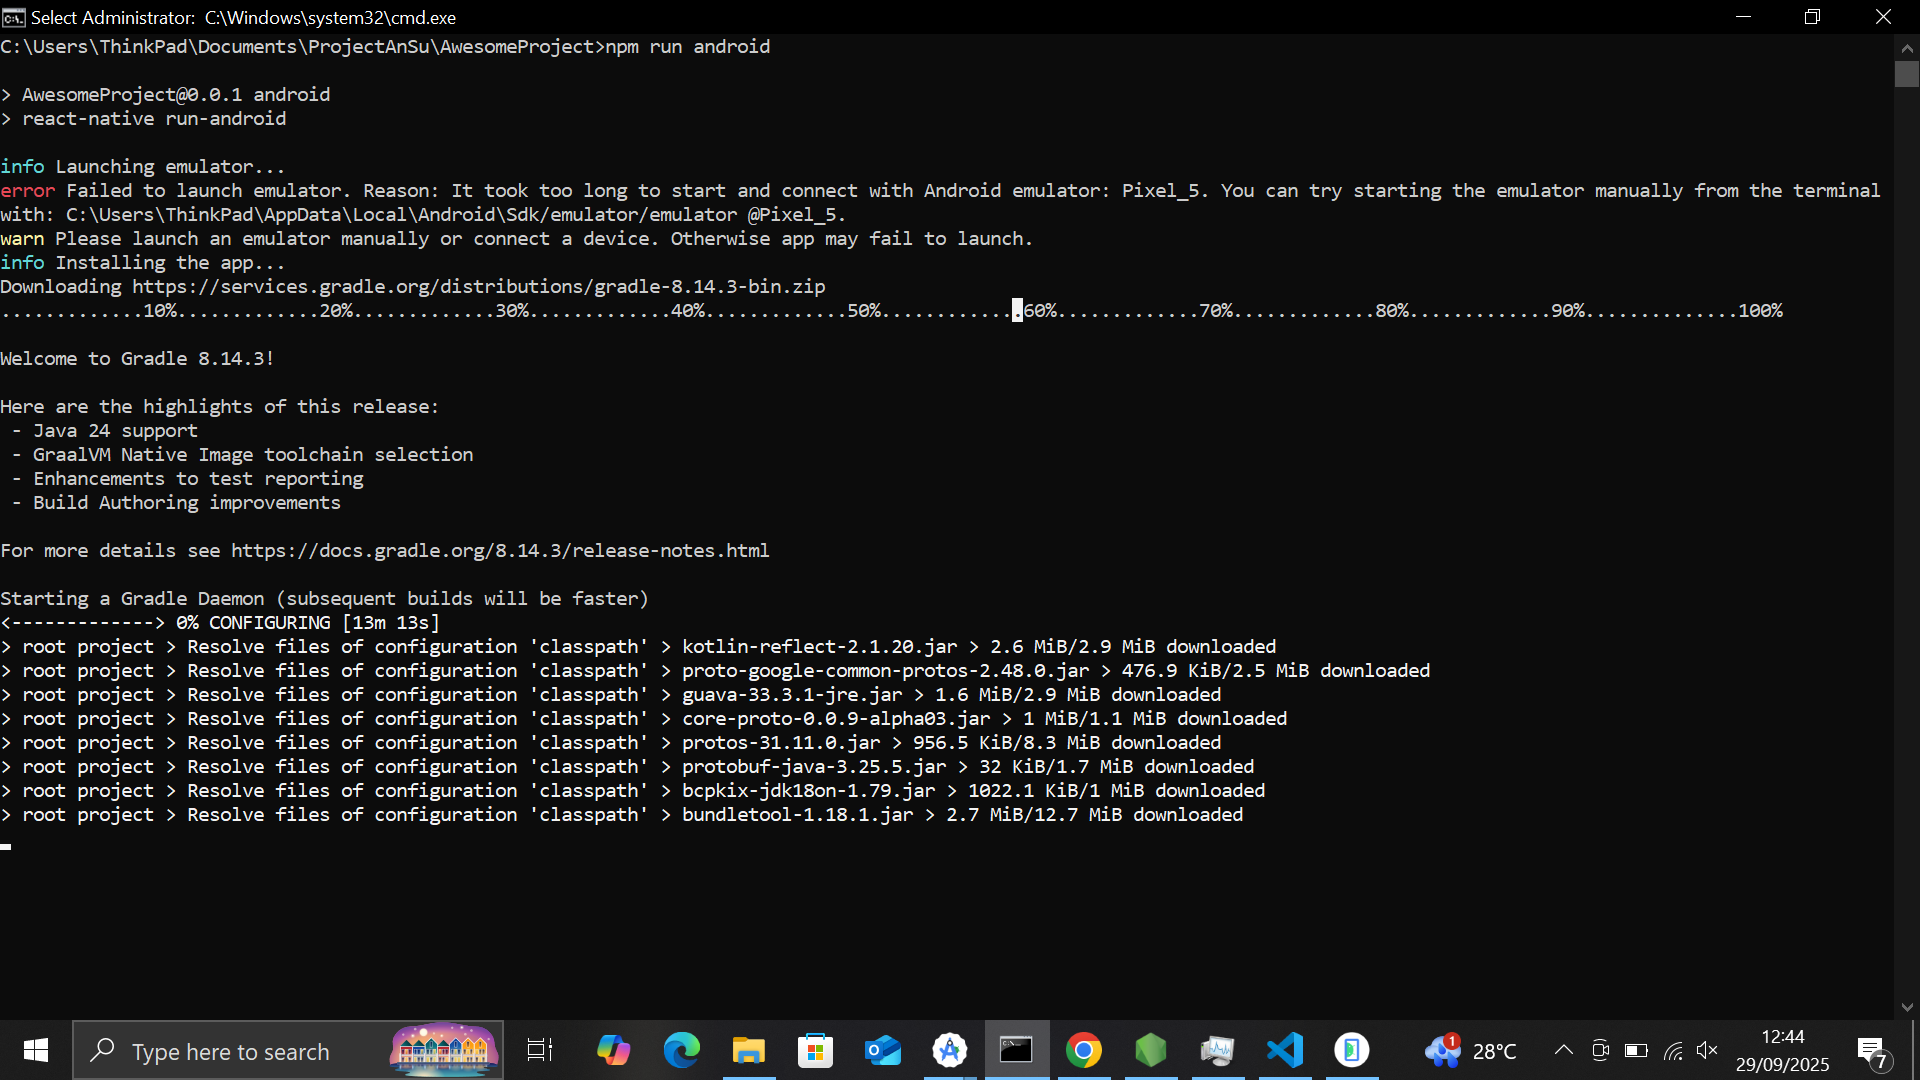 Select Administrator: C:\Windows\system32\cmd.exe
C:\Users\ThinkPad\Documents\ProjectAnSu\AwesomeProject>npm run android
> AwesomeProject@0.0.1 android
> react-native run-android
info Launching emulator...
error Failed to launch emulator. Reason: It took too long to start and connect with Android emulator: Pixel_5. You can try starting the emulator manually from the terminal
with: C:\Users\ThinkPad\AppData\Local\Android\Sdk/emulator/emulator @Pixel_5.
warn Please launch an emulator manually or connect a device. Otherwise app may fail to launch.
info Installing the app...
Downloading https://services.gradle.org/distributions/gradle-8.14.3-bin.zip
.............10%.............20%.............30%.............40%.............50%.............60%.............70%.............80%.............90%..............100%
Welcome to Gradle 8.14.3!
Here are the highlights of this release:
- Java 24 support
- GraalVM Native Image toolchain selection
- Enhancements to test reporting
- Build Authoring improvements
For more details see https://docs.gradle.org/8.14.3/release-notes.html
Starting a Gradle Daemon (subsequent builds will be faster)
<-------------> 0% CONFIGURING [13m 13s]
> root project > Resolve files of configuration 'classpath' > kotlin-reflect-2.1.20.jar > 2.6 MiB/2.9 MiB downloaded
> root project > Resolve files of configuration 'classpath' > proto-google-common-protos-2.48.0.jar > 476.9 KiB/2.5 MiB downloaded
> root project > Resolve files of configuration 'classpath' > guava-33.3.1-jre.jar > 1.6 MiB/2.9 MiB downloaded
> root project > Resolve files of configuration 'classpath' > core-proto-0.0.9-alpha03.jar > 1 MiB/1.1 MiB downloaded
> root project > Resolve files of configuration 'classpath' > protos-31.11.0.jar > 956.5 KiB/8.3 MiB downloaded
> root project > Resolve files of configuration 'classpath' > protobuf-java-3.25.5.jar > 32 KiB/1.7 MiB downloaded
> root project > Resolve files of configuration 'classpath' > bcpkix-jdk18on-1.79.jar > 1022.1 KiB/1 MiB downloaded
> root project > Resolve files of configuration 'classpath' > bundletool-1.18.1.jar > 2.7 MiB/12.7 MiB downloaded
Type here to search
1
28°C
12:44
29/09/2025
7